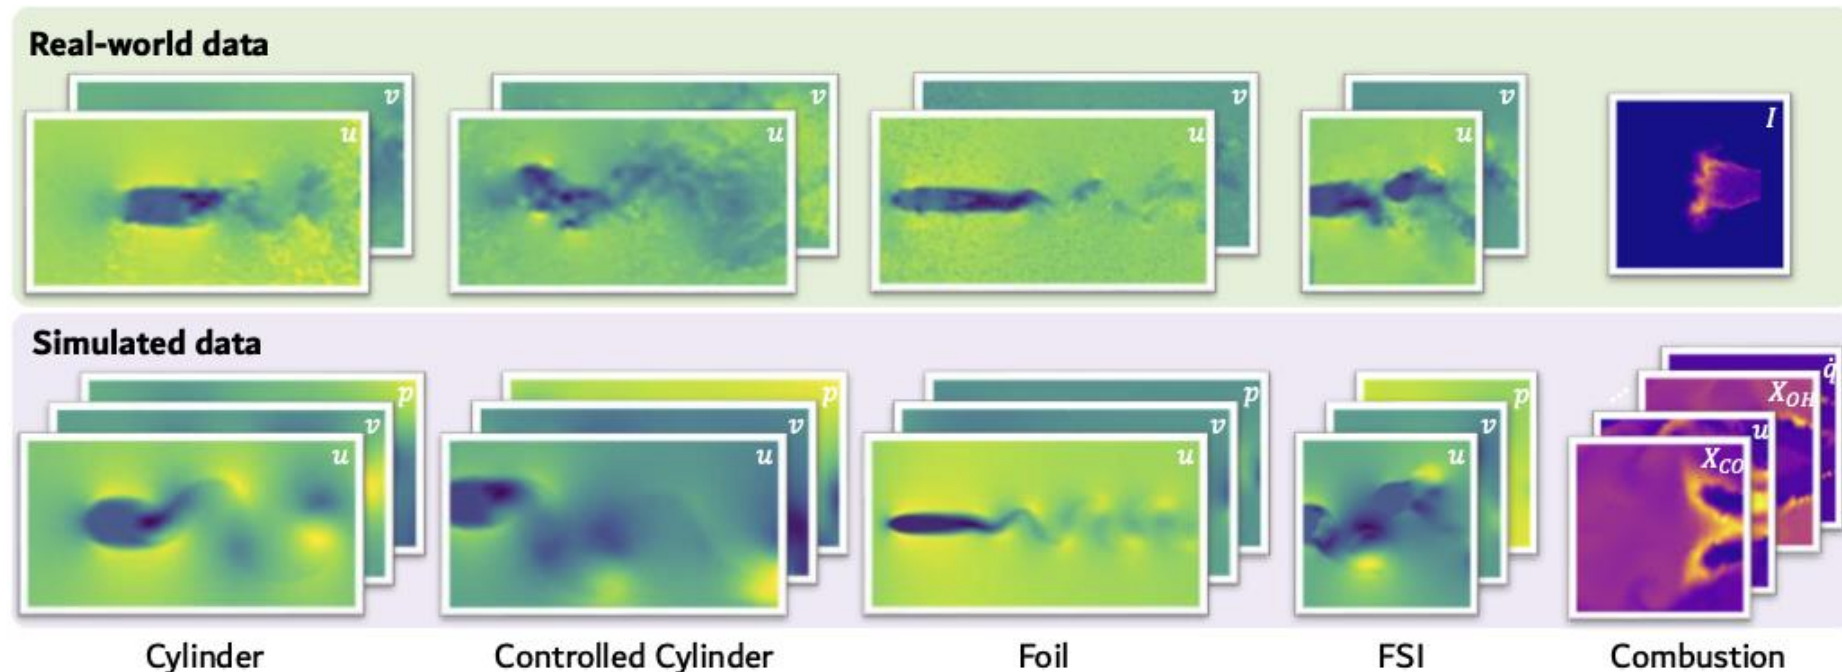 Real-world data
v
u
v
u
v
u
v
u
I
Simulated data
p
v
u
p
v
u
p
v
u
p
v
u
q̇
X_OH
u
X_CO
Cylinder
Controlled Cylinder
Foil
FSI
Combustion